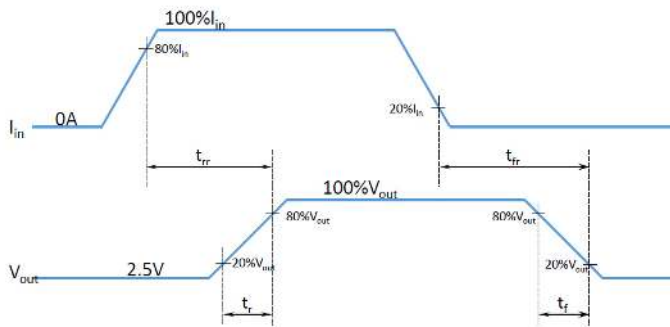 100%Iin
80%Iin
Iin
0A
20%Iin
trr
tfr
100%Vout
80%Vout
80%Vout
Vout
2.5V
20%Vout
20%Vout
tr
tf